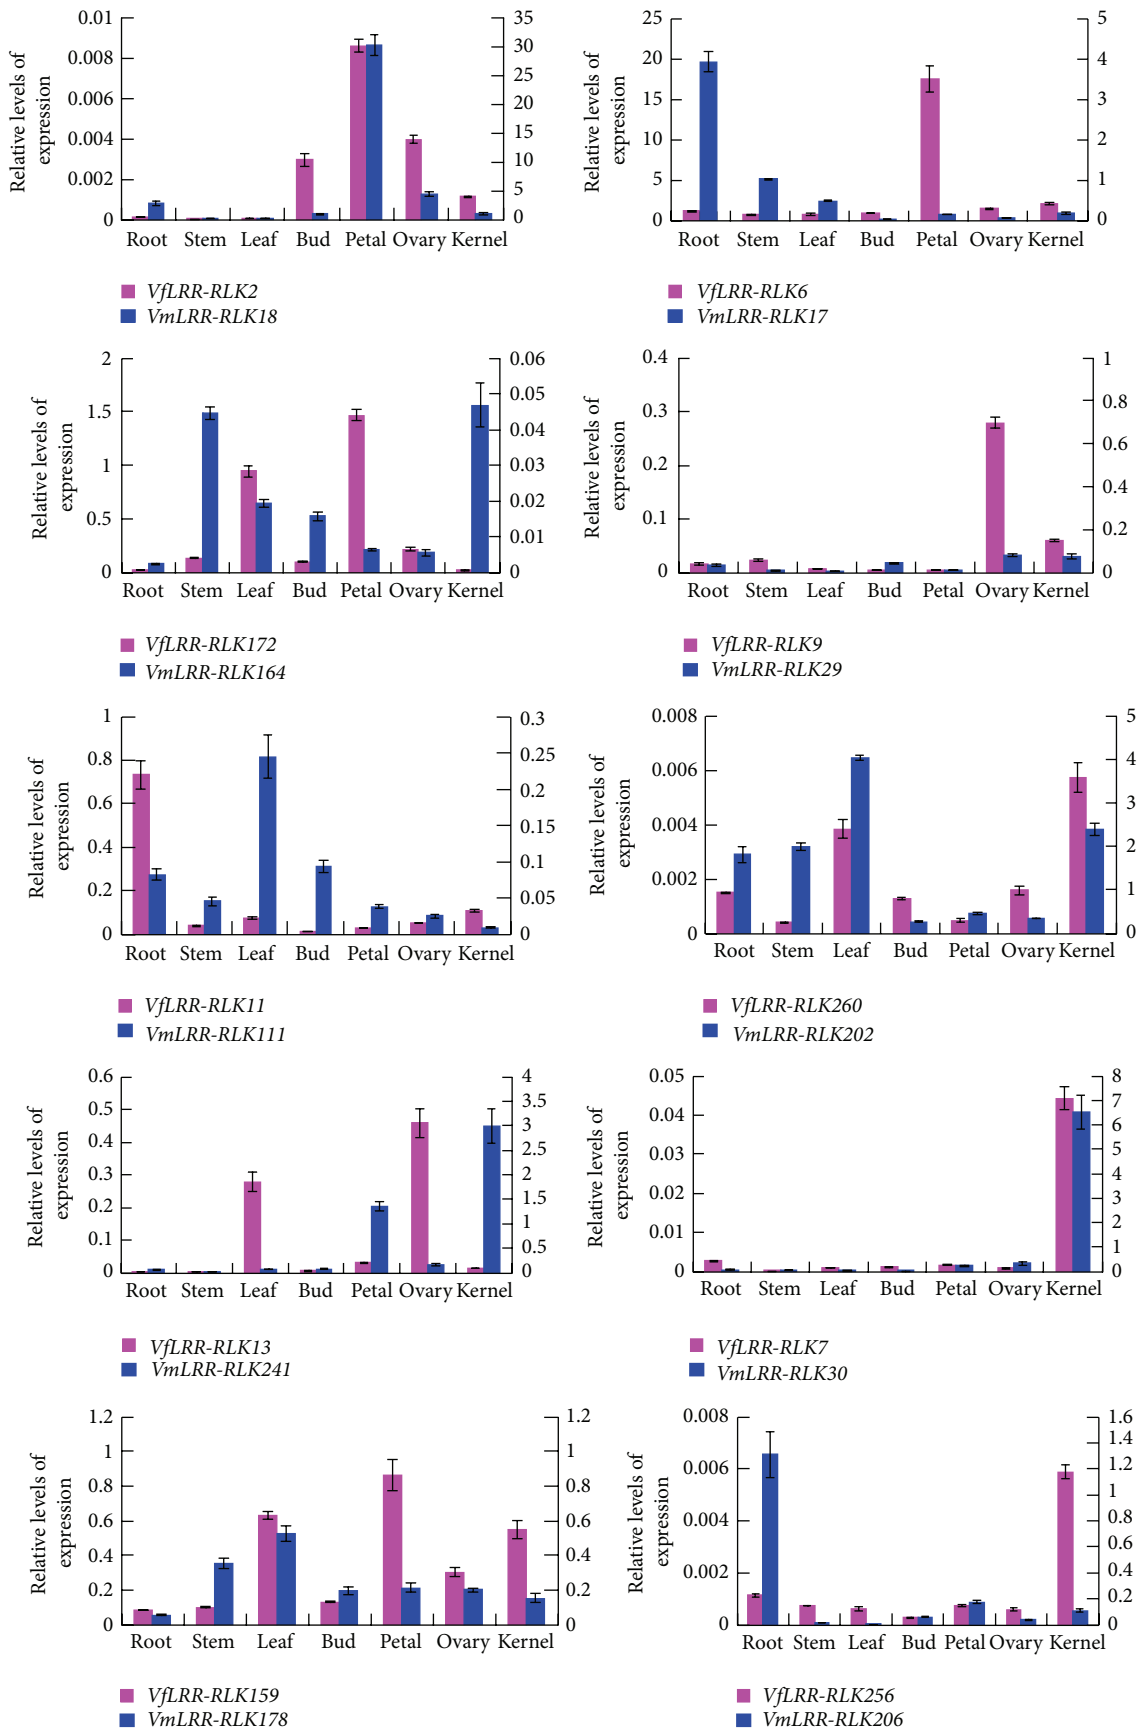 Relative levels of
expression
0.01
0.008
0.006
0.004
0.002
0
35
30
25
20
15
10
5
0
Root Stem Leaf Bud Petal Ovary Kernel
VfLRR-RLK2
VmLRR-RLK18
Relative levels of
expression
25
20
15
10
5
0
5
4
3
2
1
0
Root Stem Leaf Bud Petal Ovary Kernel
VfLRR-RLK6
VmLRR-RLK17
Relative levels of
expression
2
1.5
1
0.5
0
0.06
0.05
0.04
0.03
0.02
0.01
0
Root Stem Leaf Bud Petal Ovary Kernel
VfLRR-RLK172
VmLRR-RLK164
Relative levels of
expression
0.4
0.3
0.2
0.1
0
1
0.8
0.6
0.4
0.2
0
Root Stem Leaf Bud Petal Ovary Kernel
VfLRR-RLK9
VmLRR-RLK29
Relative levels of
expression
1
0.8
0.6
0.4
0.2
0
0.3
0.25
0.2
0.15
0.1
0.05
0
Root Stem Leaf Bud Petal Ovary Kernel
VfLRR-RLK11
VmLRR-RLK111
Relative levels of
expression
0.008
0.006
0.004
0.002
0
5
4
3
2
1
0
Root Stem Leaf Bud Petal Ovary Kernel
VfLRR-RLK260
VmLRR-RLK202
Relative levels of
expression
0.6
0.5
0.4
0.3
0.2
0.1
0
4
3.5
3
2.5
2
1.5
1
0.5
0
Root Stem Leaf Bud Petal Ovary Kernel
VfLRR-RLK13
VmLRR-RLK241
Relative levels of
expression
0.05
0.04
0.03
0.02
0.01
0
8
7
6
5
4
3
2
1
0
Root Stem Leaf Bud Petal Ovary Kernel
VfLRR-RLK7
VmLRR-RLK30
Relative levels of
expression
1.2
1
0.8
0.6
0.4
0.2
0
1.2
1
0.8
0.6
0.4
0.2
0
Root Stem Leaf Bud Petal Ovary Kernel
VfLRR-RLK159
VmLRR-RLK178
Relative levels of
expression
0.008
0.006
0.004
0.002
0
1.6
1.4
1.2
1
0.8
0.6
0.4
0.2
0
Root Stem Leaf Bud Petal Ovary Kernel
VfLRR-RLK256
VmLRR-RLK206